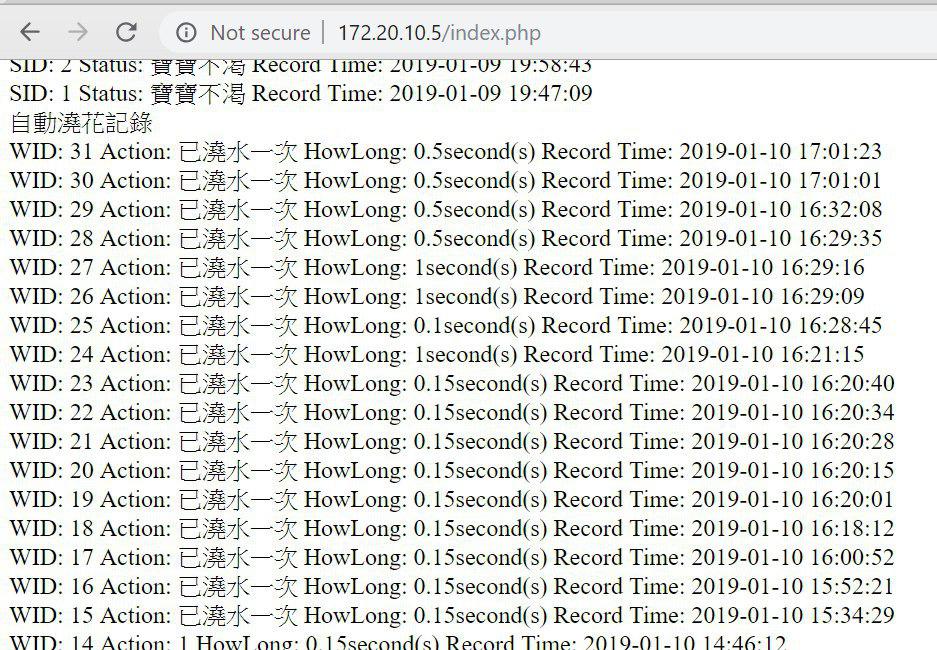 Not secure | 172.20.10.5/index.php
SID: 2 Status: 寶寶不渴 Record Time: 2019-01-09 19:58:43
SID: 1 Status: 寶寶不渴 Record Time: 2019-01-09 19:47:09
自動澆花記錄
WID: 31 Action: 已澆水一次 HowLong: 0.5second(s) Record Time: 2019-01-10 17:01:23
WID: 30 Action: 已澆水一次 HowLong: 0.5second(s) Record Time: 2019-01-10 17:01:01
WID: 29 Action: 已澆水一次 HowLong: 0.5second(s) Record Time: 2019-01-10 16:32:08
WID: 28 Action: 已澆水一次 HowLong: 0.5second(s) Record Time: 2019-01-10 16:29:35
WID: 27 Action: 已澆水一次 HowLong: 1second(s) Record Time: 2019-01-10 16:29:16
WID: 26 Action: 已澆水一次 HowLong: 1second(s) Record Time: 2019-01-10 16:29:09
WID: 25 Action: 已澆水一次 HowLong: 0.1second(s) Record Time: 2019-01-10 16:28:45
WID: 24 Action: 已澆水一次 HowLong: 1second(s) Record Time: 2019-01-10 16:21:15
WID: 23 Action: 已澆水一次 HowLong: 0.15second(s) Record Time: 2019-01-10 16:20:40
WID: 22 Action: 已澆水一次 HowLong: 0.15second(s) Record Time: 2019-01-10 16:20:34
WID: 21 Action: 已澆水一次 HowLong: 0.15second(s) Record Time: 2019-01-10 16:20:28
WID: 20 Action: 已澆水一次 HowLong: 0.15second(s) Record Time: 2019-01-10 16:20:15
WID: 19 Action: 已澆水一次 HowLong: 0.15second(s) Record Time: 2019-01-10 16:20:01
WID: 18 Action: 已澆水一次 HowLong: 0.15second(s) Record Time: 2019-01-10 16:18:12
WID: 17 Action: 已澆水一次 HowLong: 0.15second(s) Record Time: 2019-01-10 16:00:52
WID: 16 Action: 已澆水一次 HowLong: 0.15second(s) Record Time: 2019-01-10 15:52:21
WID: 15 Action: 已澆水一次 HowLong: 0.15second(s) Record Time: 2019-01-10 15:34:29
WID: 14 Action: 1 HowLong: 0.15second(s) Record Time: 2019-01-10 14:46:12